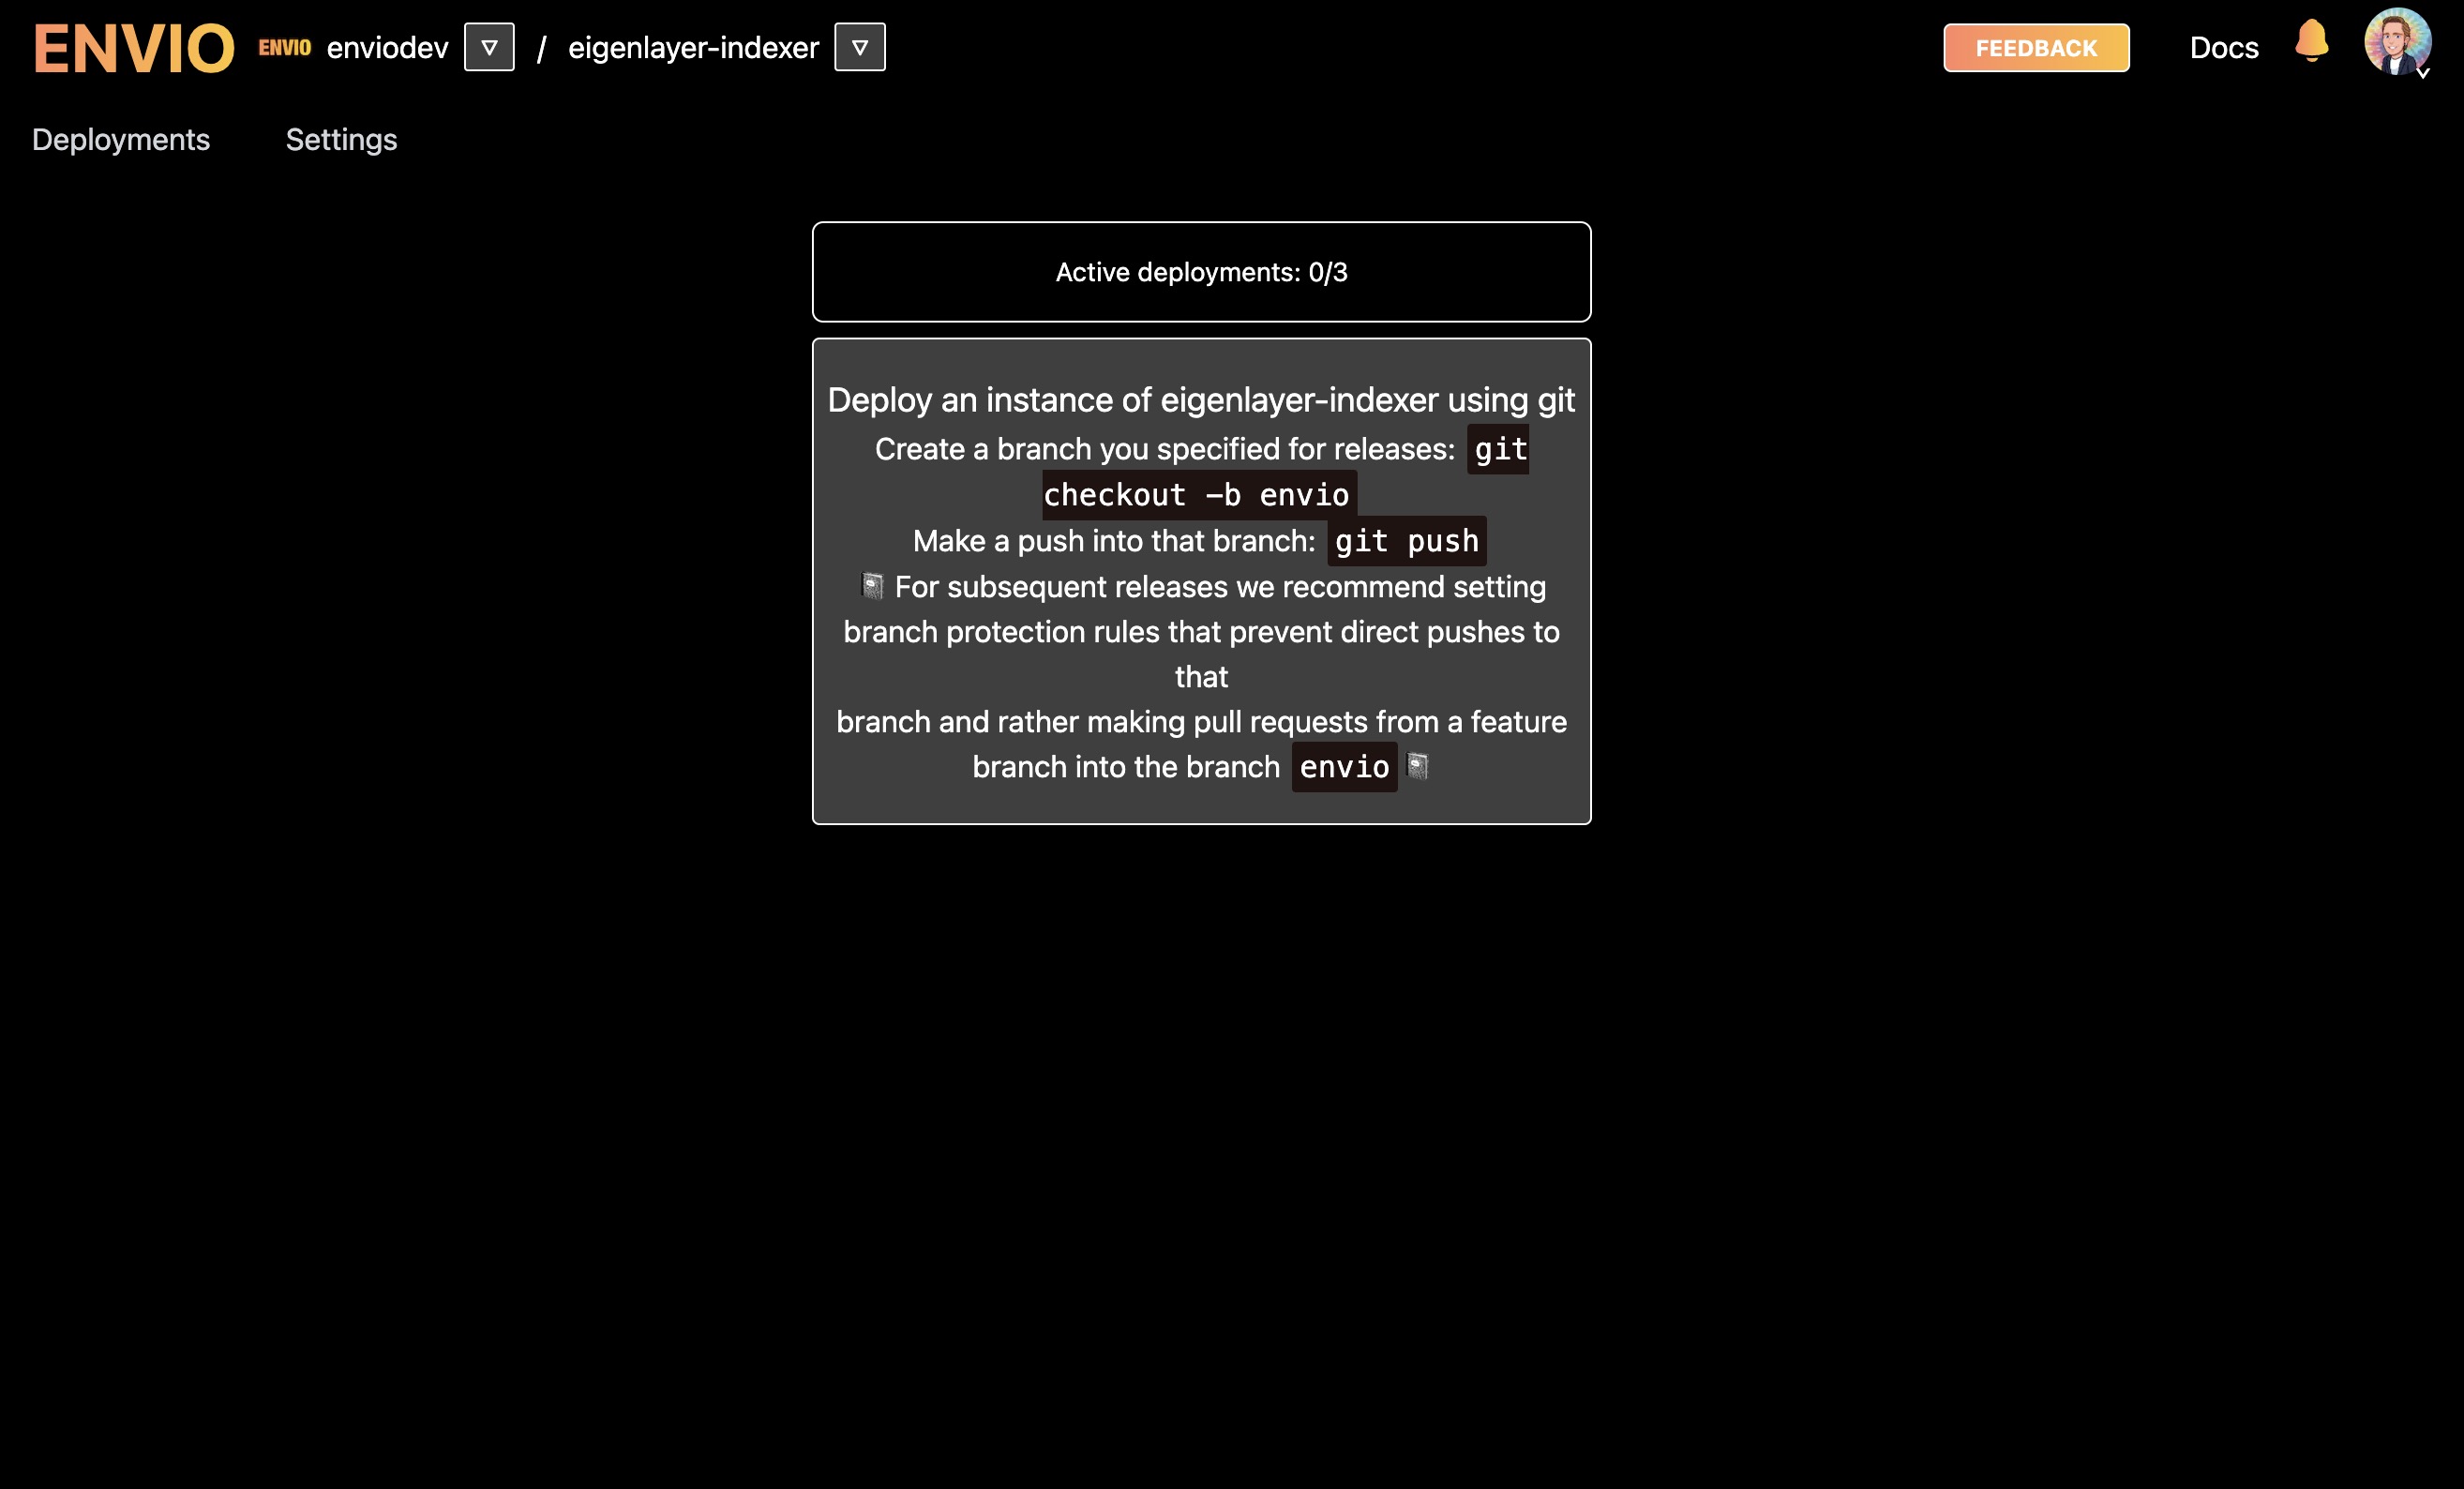 ENVIO ENVIO enviodev / eigenlayer-indexer FEEDBACK Docs
Deployments Settings
Active deployments: 0/3
Deploy an instance of eigenlayer-indexer using git
Create a branch you specified for releases: git
checkout -b envio
Make a push into that branch: git push
📓 For subsequent releases we recommend setting
branch protection rules that prevent direct pushes to
that
branch and rather making pull requests from a feature
branch into the branch envio 📓